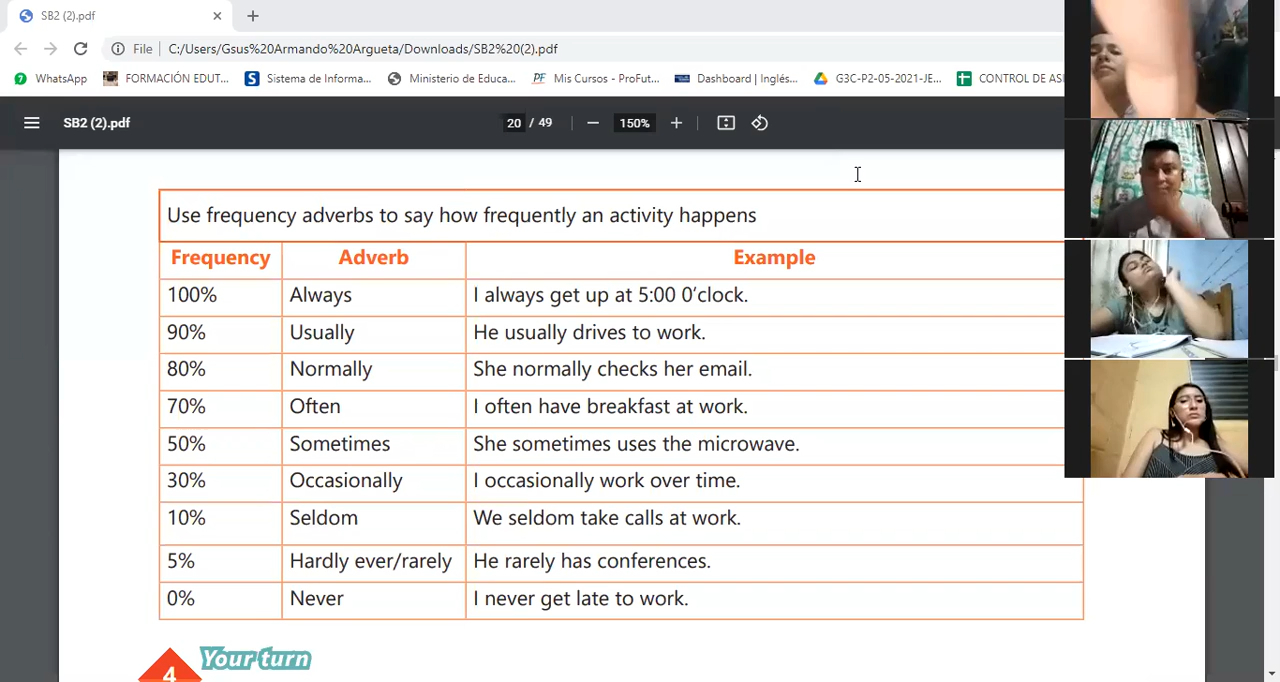 SB2 (2).pdf
File C:/Users/Gsus%20Armando%20Argueta/Downloads/SB2%20(2).pdf
WhatsApp FORMACIÓN EDUT... Sistema de Informa... Ministerio de Educa... PF Mis Cursos - ProFut... Dashboard | Inglés,... G3C-P2-05-2021-JE... CONTROL DE ASI
SB2 (2).pdf 20 / 49 150%
Use frequency adverbs to say how frequently an activity happens
Frequency Adverb Example
100% Always I always get up at 5:00 0’clock.
90% Usually He usually drives to work.
80% Normally She normally checks her email.
70% Often I often have breakfast at work.
50% Sometimes She sometimes uses the microwave.
30% Occasionally I occasionally work over time.
10% Seldom We seldom take calls at work.
5% Hardly ever/rarely He rarely has conferences.
0% Never I never get late to work.
4 Your turn